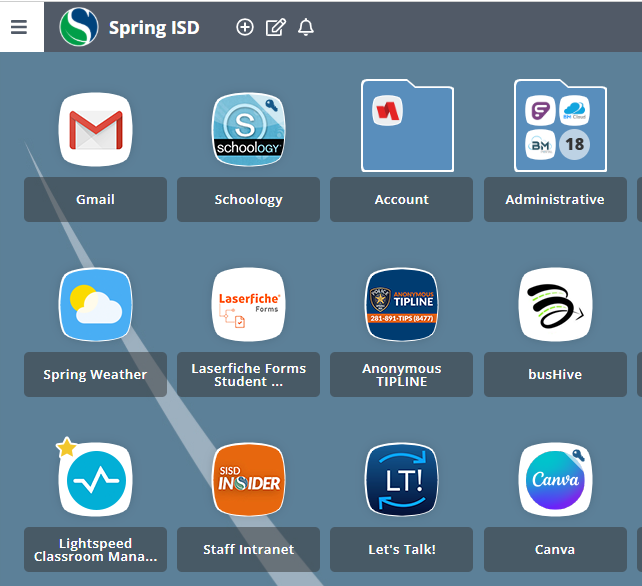 Spring ISD
S
schoology
BM Cloud
BM
18
Gmail
Schoology
Account
Administrative
Laserfiche®
Forms
POLICE
ANONYMOUS
TIPLINE
281-891-TIPS (8477)
Spring Weather
Laserfiche Forms
Student ...
Anonymous
TIPLINE
busHive
SISD
INSIDER
LT!
Canva
Lightspeed
Classroom Mana...
Staff Intranet
Let's Talk!
Canva